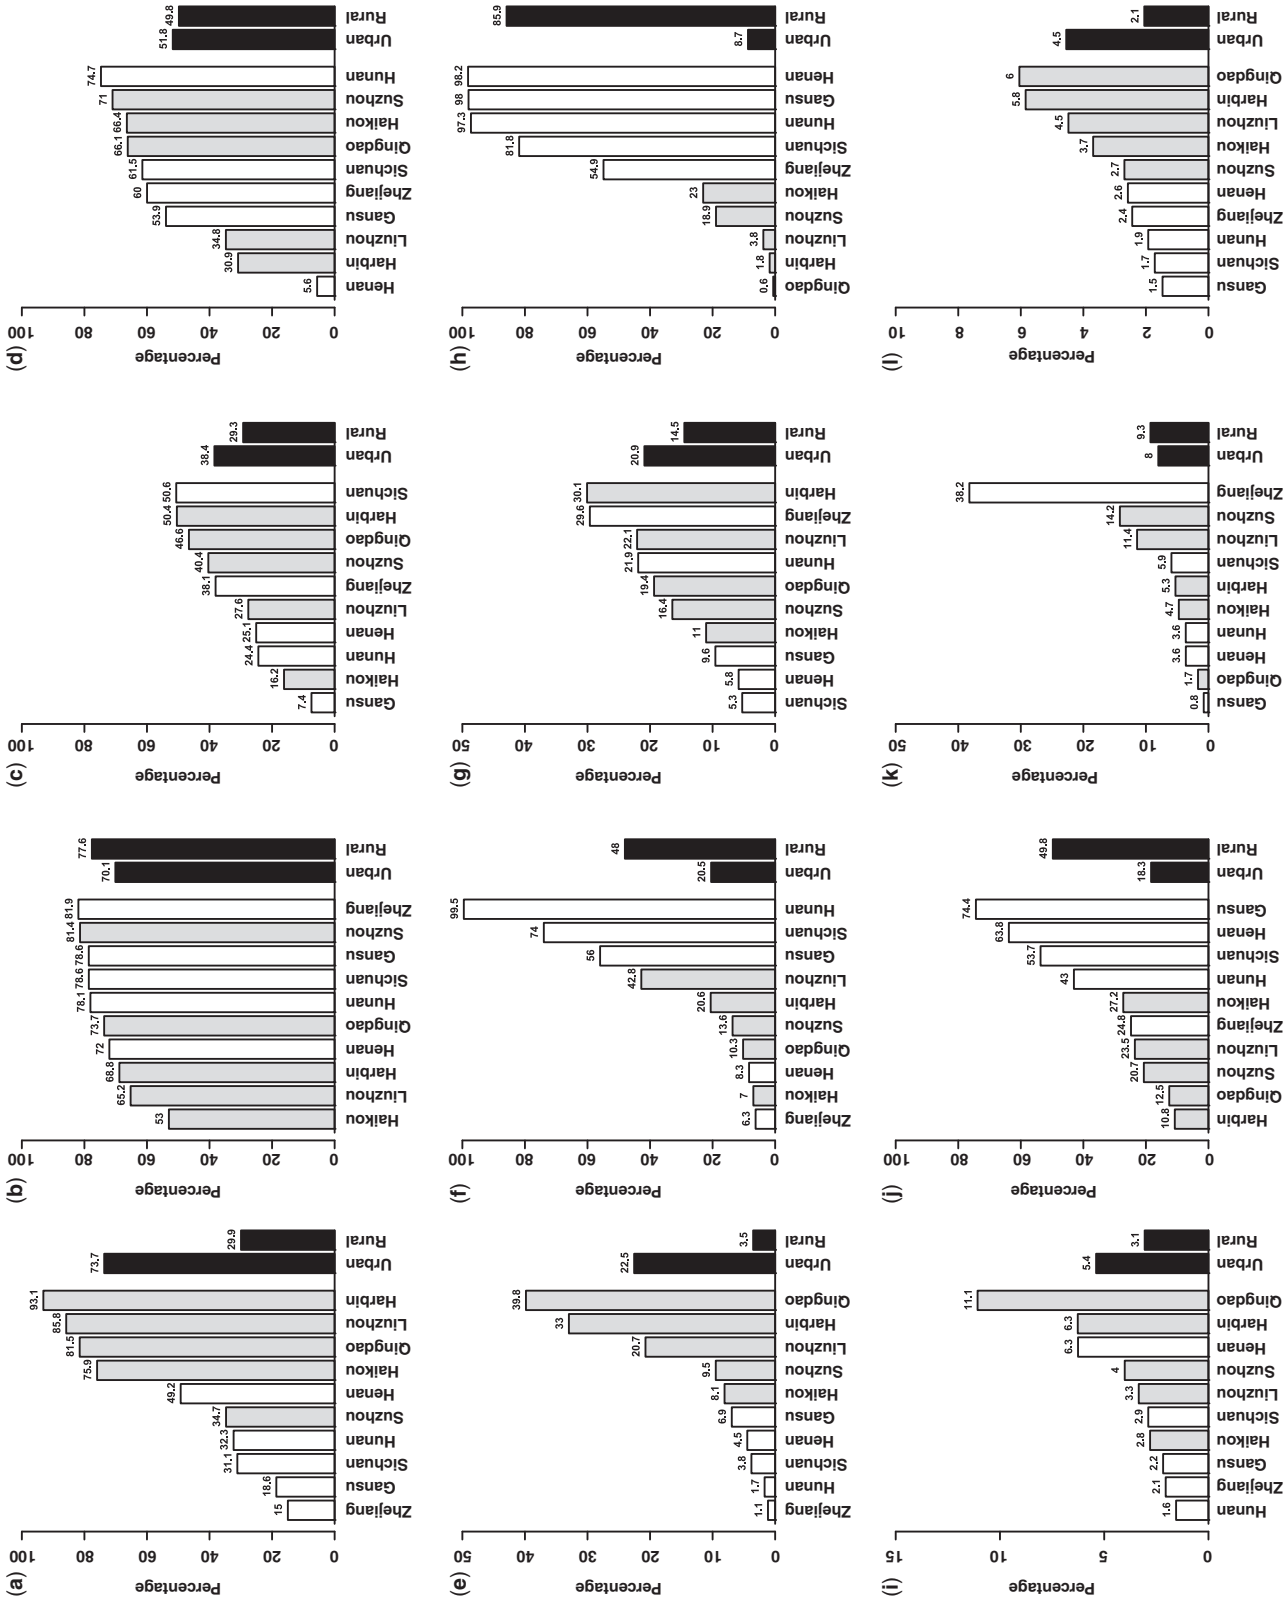 (a)
Percentage
0
20
40
60
80
100
15
18.6
31.1
32.3
34.7
49.2
75.9
81.5
85.8
93.1
73.7
29.9
Zhejiang
Gansu
Sichuan
Hunan
Suzhou
Henan
Haikou
Qingdao
Liuzhou
Harbin
Urban
Rural
(b)
Percentage
0
20
40
60
80
100
53
65.2
68.8
72
73.7
78.1
78.6
78.6
81.4
81.9
70.1
77.6
Haikou
Liuzhou
Harbin
Henan
Qingdao
Hunan
Sichuan
Gansu
Suzhou
Zhejiang
Urban
Rural
(c)
Percentage
0
20
40
60
80
100
7.4
16.2
24.4
25.1
27.6
38.1
40.4
46.6
50.4
50.6
38.4
29.3
Gansu
Haikou
Hunan
Henan
Liuzhou
Zhejiang
Suzhou
Qingdao
Harbin
Sichuan
Urban
Rural
(d)
Percentage
0
20
40
60
80
100
5.6
30.9
34.8
53.9
60
61.5
66.1
66.4
71
74.7
51.8
49.8
Henan
Harbin
Liuzhou
Gansu
Zhejiang
Sichuan
Qingdao
Haikou
Suzhou
Hunan
Urban
Rural
(e)
Percentage
0
10
20
30
40
50
1.1
1.7
3.8
4.5
6.9
8.1
9.5
20.7
33
39.8
22.5
3.5
Zhejiang
Hunan
Sichuan
Henan
Gansu
Haikou
Suzhou
Liuzhou
Harbin
Qingdao
Urban
Rural
(f)
Percentage
0
20
40
60
80
100
6.3
7
8.3
10.3
13.6
20.6
42.8
56
74
99.5
20.5
48
Zhejiang
Haikou
Henan
Qingdao
Suzhou
Harbin
Liuzhou
Gansu
Sichuan
Hunan
Urban
Rural
(g)
Percentage
0
10
20
30
40
50
5.3
5.8
9.6
11
16.4
19.4
21.9
22.1
29.6
30.1
20.9
14.5
Sichuan
Henan
Gansu
Haikou
Suzhou
Qingdao
Hunan
Liuzhou
Zhejiang
Harbin
Urban
Rural
(h)
Percentage
0
20
40
60
80
100
0.6
1.8
3.8
18.9
23
54.9
81.8
97.3
98
98.2
8.7
85.9
Qingdao
Harbin
Liuzhou
Suzhou
Haikou
Zhejiang
Sichuan
Hunan
Gansu
Henan
Urban
Rural
(i)
Percentage
0
5
10
15
1.6
2.1
2.2
2.8
2.9
3.3
4
6.3
6.3
11.1
5.4
3.1
Hunan
Zhejiang
Gansu
Haikou
Sichuan
Liuzhou
Suzhou
Henan
Harbin
Qingdao
Urban
Rural
(j)
Percentage
0
20
40
60
80
100
10.8
12.5
20.7
23.5
24.8
27.2
43
53.7
63.8
74.4
18.3
49.8
Harbin
Qingdao
Suzhou
Liuzhou
Zhejiang
Haikou
Hunan
Sichuan
Henan
Gansu
Urban
Rural
(k)
Percentage
0
10
20
30
40
50
0.8
1.7
3.6
3.6
4.7
5.3
5.9
11.4
14.2
38.2
8
9.3
Gansu
Qingdao
Henan
Hunan
Haikou
Harbin
Sichuan
Liuzhou
Suzhou
Zhejiang
Urban
Rural
(l)
Percentage
0
2
4
6
8
10
1.5
1.7
1.9
2.4
2.6
2.7
3.7
4.5
5.8
6
4.5
2.1
Gansu
Sichuan
Hunan
Zhejiang
Henan
Suzhou
Haikou
Liuzhou
Harbin
Qingdao
Urban
Rural